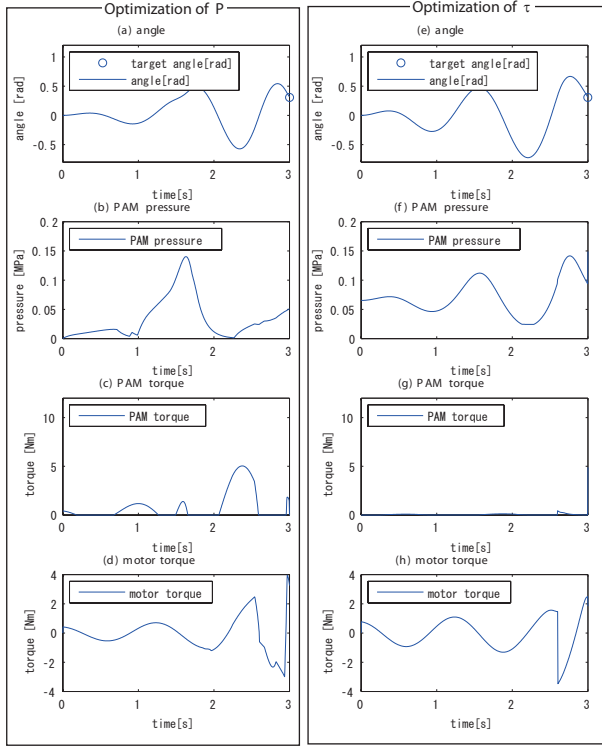 Optimization of P
(a) angle
angle [rad]
1
0.5
0
-0.5
target angle[rad]
angle[rad]
0 1 2 3
time[s]
(b) PAM pressure
pressure [MPa]
0.2
0.15
0.1
0.05
0
PAM pressure
0 1 2 3
time[s]
(c) PAM torque
torque [Nm]
10
5
0
PAM torque
0 1 2 3
time[s]
(d) motor torque
torque [Nm]
4
2
0
-2
-4
motor torque
0 1 2 3
time[s]
Optimization of τ
(e) angle
angle [rad]
1
0.5
0
-0.5
target angle[rad]
angle[rad]
0 1 2 3
time[s]
(f) PAM pressure
pressure [MPa]
0.2
0.15
0.1
0.05
0
PAM pressure
0 1 2 3
time[s]
(g) PAM torque
torque [Nm]
10
5
0
PAM torque
0 1 2 3
time[s]
(h) motor torque
torque [Nm]
4
2
0
-2
-4
motor torque
0 1 2 3
time[s]